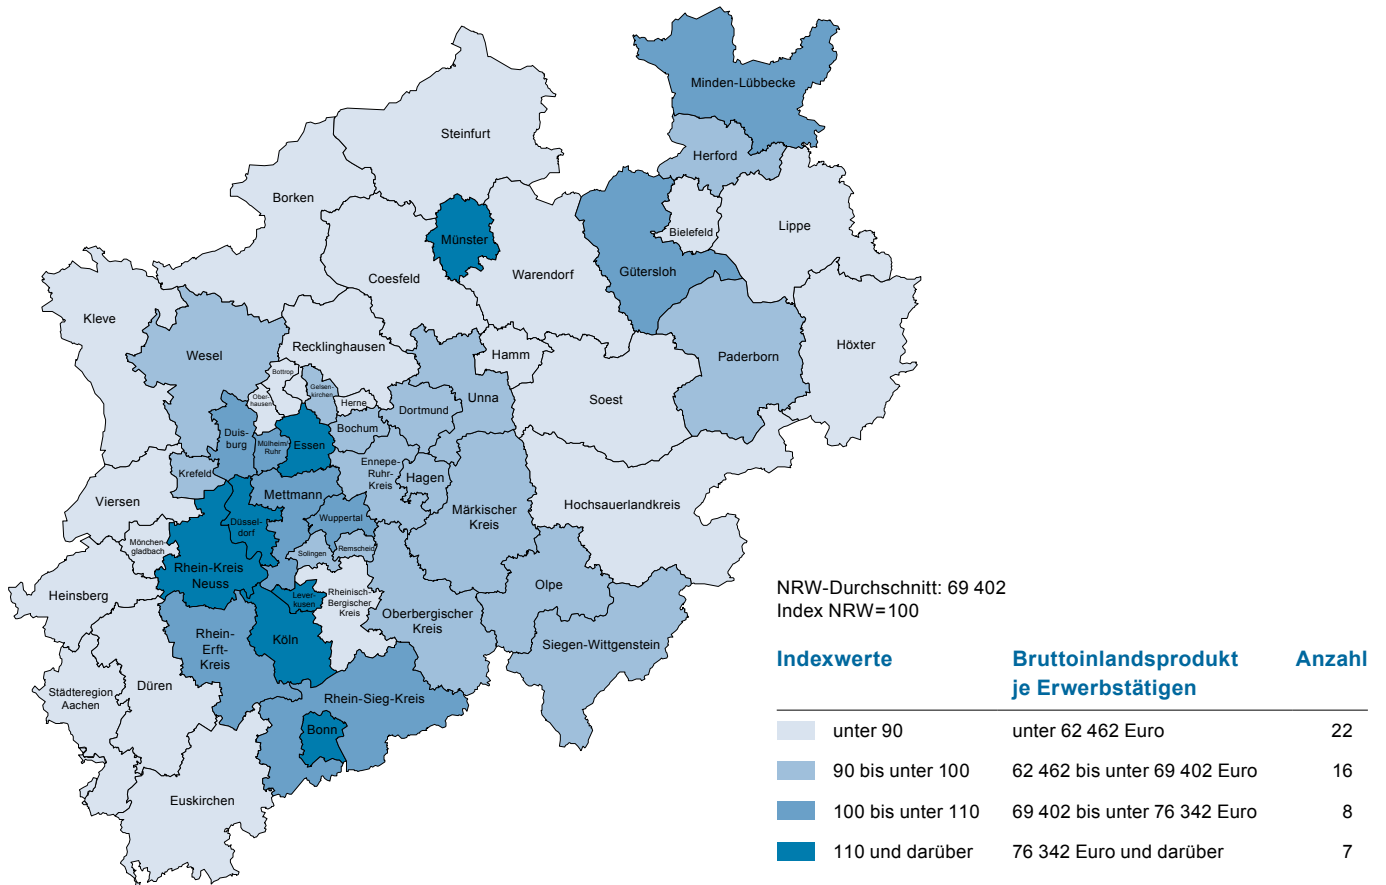 Minden-Lübbecke
Steinfurt
Herford
Borken
Lippe
Bielefeld
Münster
Gütersloh
Warendorf
Coesfeld
Kleve
Höxter
Recklinghausen
Hamm
Wesel
Paderborn
Bottrop
Gelsen-
kirchen
Ober-
hausen
Herne
Unna
Soest
Dortmund
Bochum
Duis-
burg
Mülheim/
Ruhr
Essen
Ennepe-
Ruhr-
Kreis
Hagen
Krefeld
Mettmann
Viersen
Hochsauerlandkreis
Märkischer
Kreis
Wuppertal
Düssel-
dorf
Mönchen-
gladbach
Solingen
Remscheid
Rhein-Kreis
Neuss
Olpe
Heinsberg
Lever-
kusen
Rheinisch-
Bergischer
Kreis
Oberbergischer
Kreis
Rhein-
Erft-
Kreis
Köln
Siegen-Wittgenstein
Düren
Städteregion
Aachen
Rhein-Sieg-Kreis
Bonn
Euskirchen
NRW-Durchschnitt: 69 402
Index NRW=100
Indexwerte Bruttoinlandsprodukt Anzahl
je Erwerbstätigen
unter 90 unter 62 462 Euro 22
90 bis unter 100 62 462 bis unter 69 402 Euro 16
100 bis unter 110 69 402 bis unter 76 342 Euro 8
110 und darüber 76 342 Euro und darüber 7